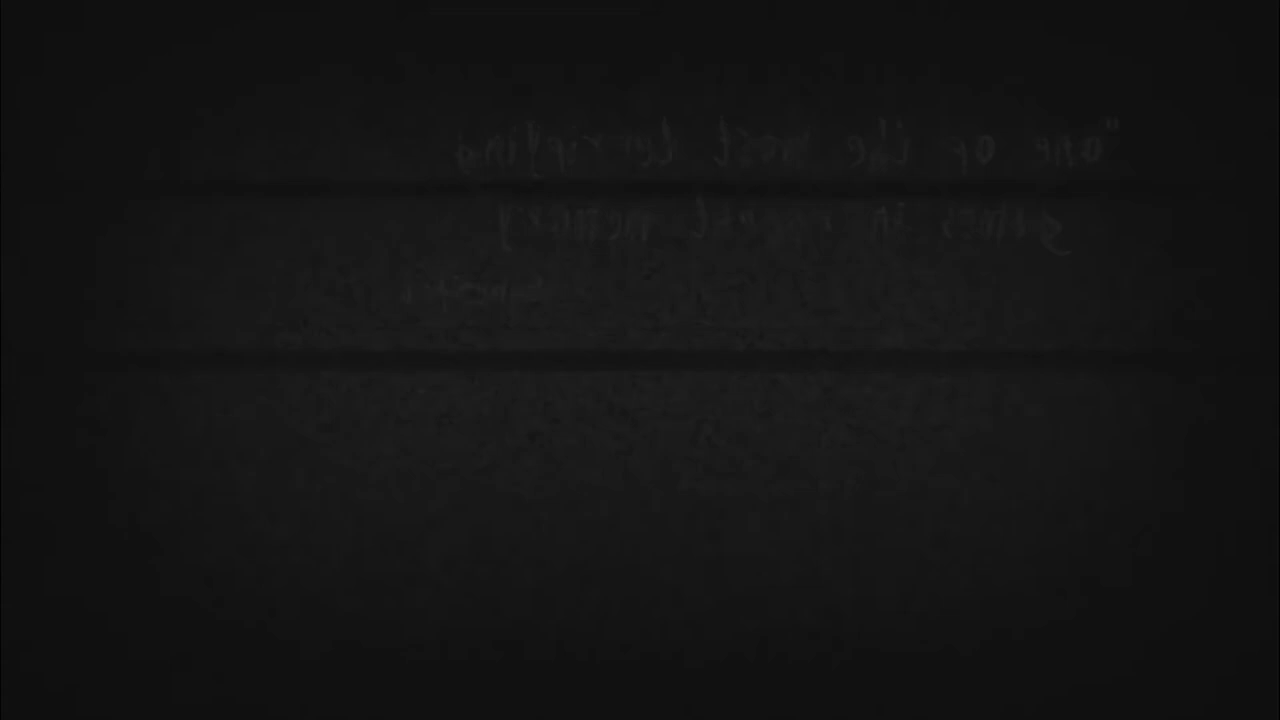 "one of the most terrifying
games in recent memory